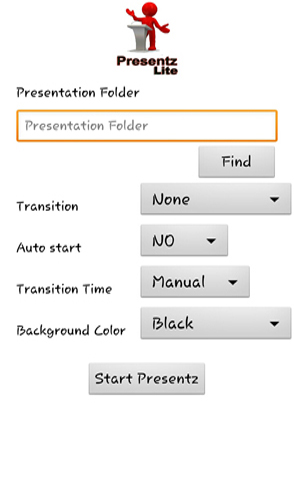 Presentz
Lite
Presentation Folder
Presentation Folder
Find
Transition None
Auto start NO
Transition Time Manual
Background Color Black
Start Presentz